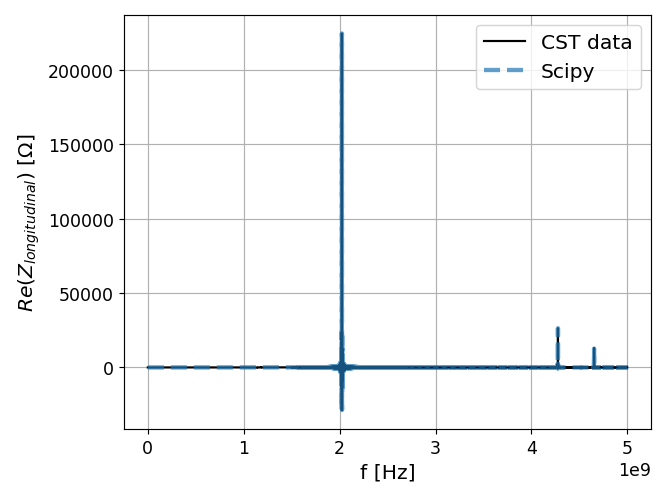 CST data
Scipy
200000
150000
100000
50000
0
Re(Z_longitudinal) [Ω]
0 1 2 3 4 5
1e9
f [Hz]